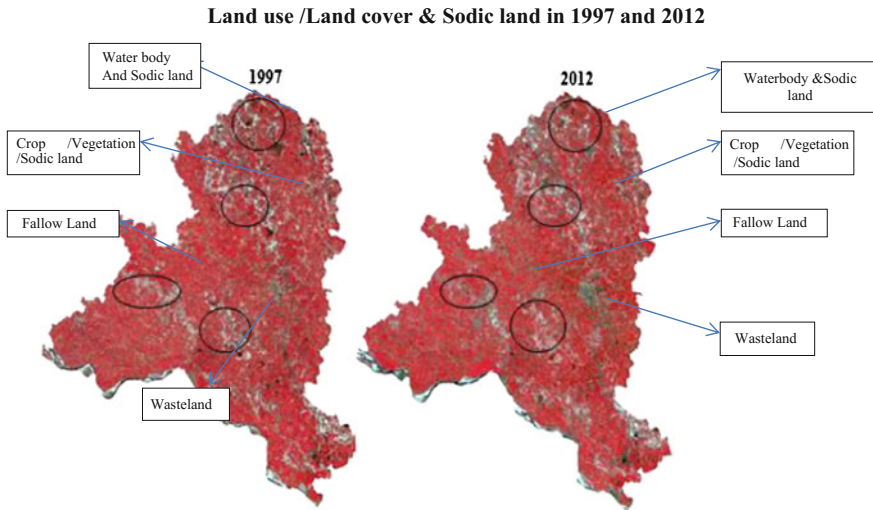 Land use /Land cover & Sodic land in 1997 and 2012
Water body
And Sodic land
1997
2012
Waterbody &Sodic
land
Crop /Vegetation
/Sodic land
Crop /Vegetation
/Sodic land
Fallow Land
Fallow Land
Wasteland
Wasteland